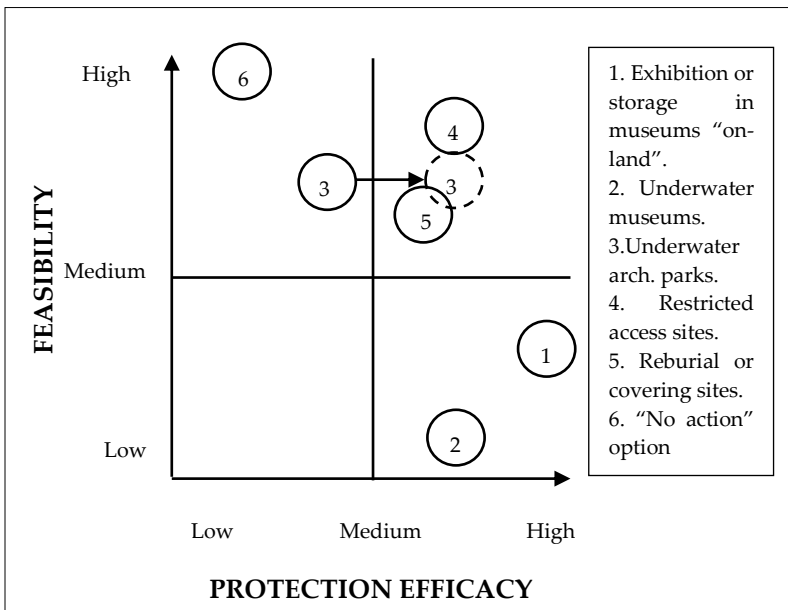 High
6
4
3
3
5
Medium
1
Low
2
Low
Medium
High
FEASIBILITY
PROTECTION EFFICACY
1. Exhibition or
storage in
museums “on-
land”.
2. Underwater
museums.
3.Underwater
arch. parks.
4. Restricted
access sites.
5. Reburial or
covering sites.
6. “No action”
option